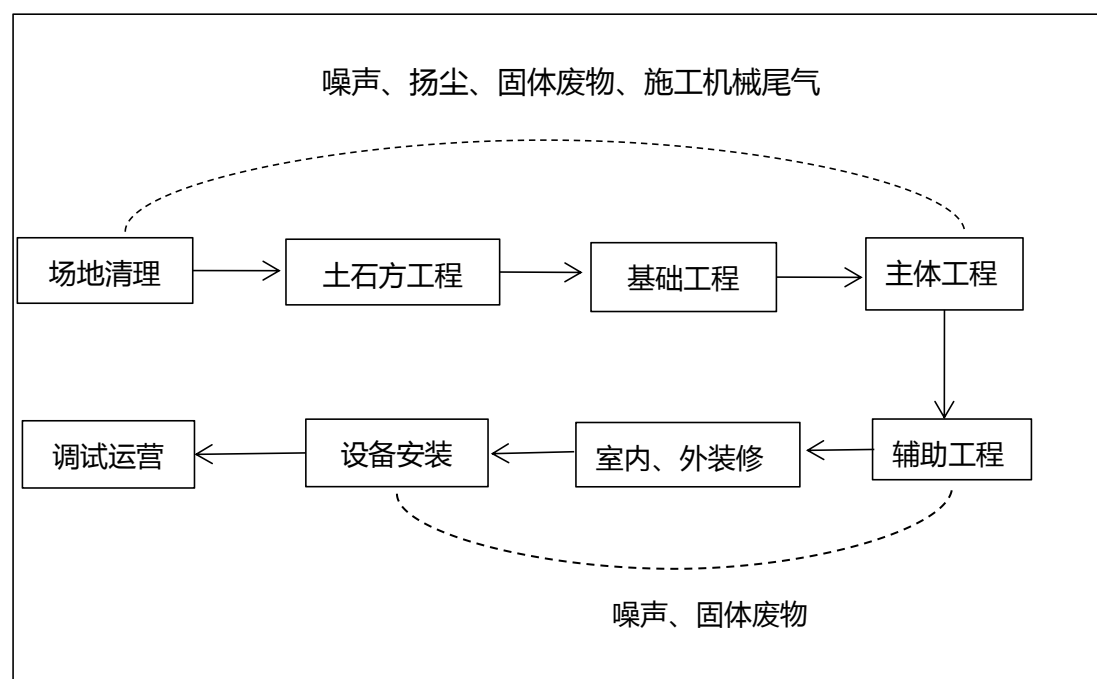 噪声、扬尘、固体废物、施工机械尾气
场地清理
土石方工程
基础工程
主体工程
调试运营
设备安装
室内、外装修
辅助工程
噪声、固体废物